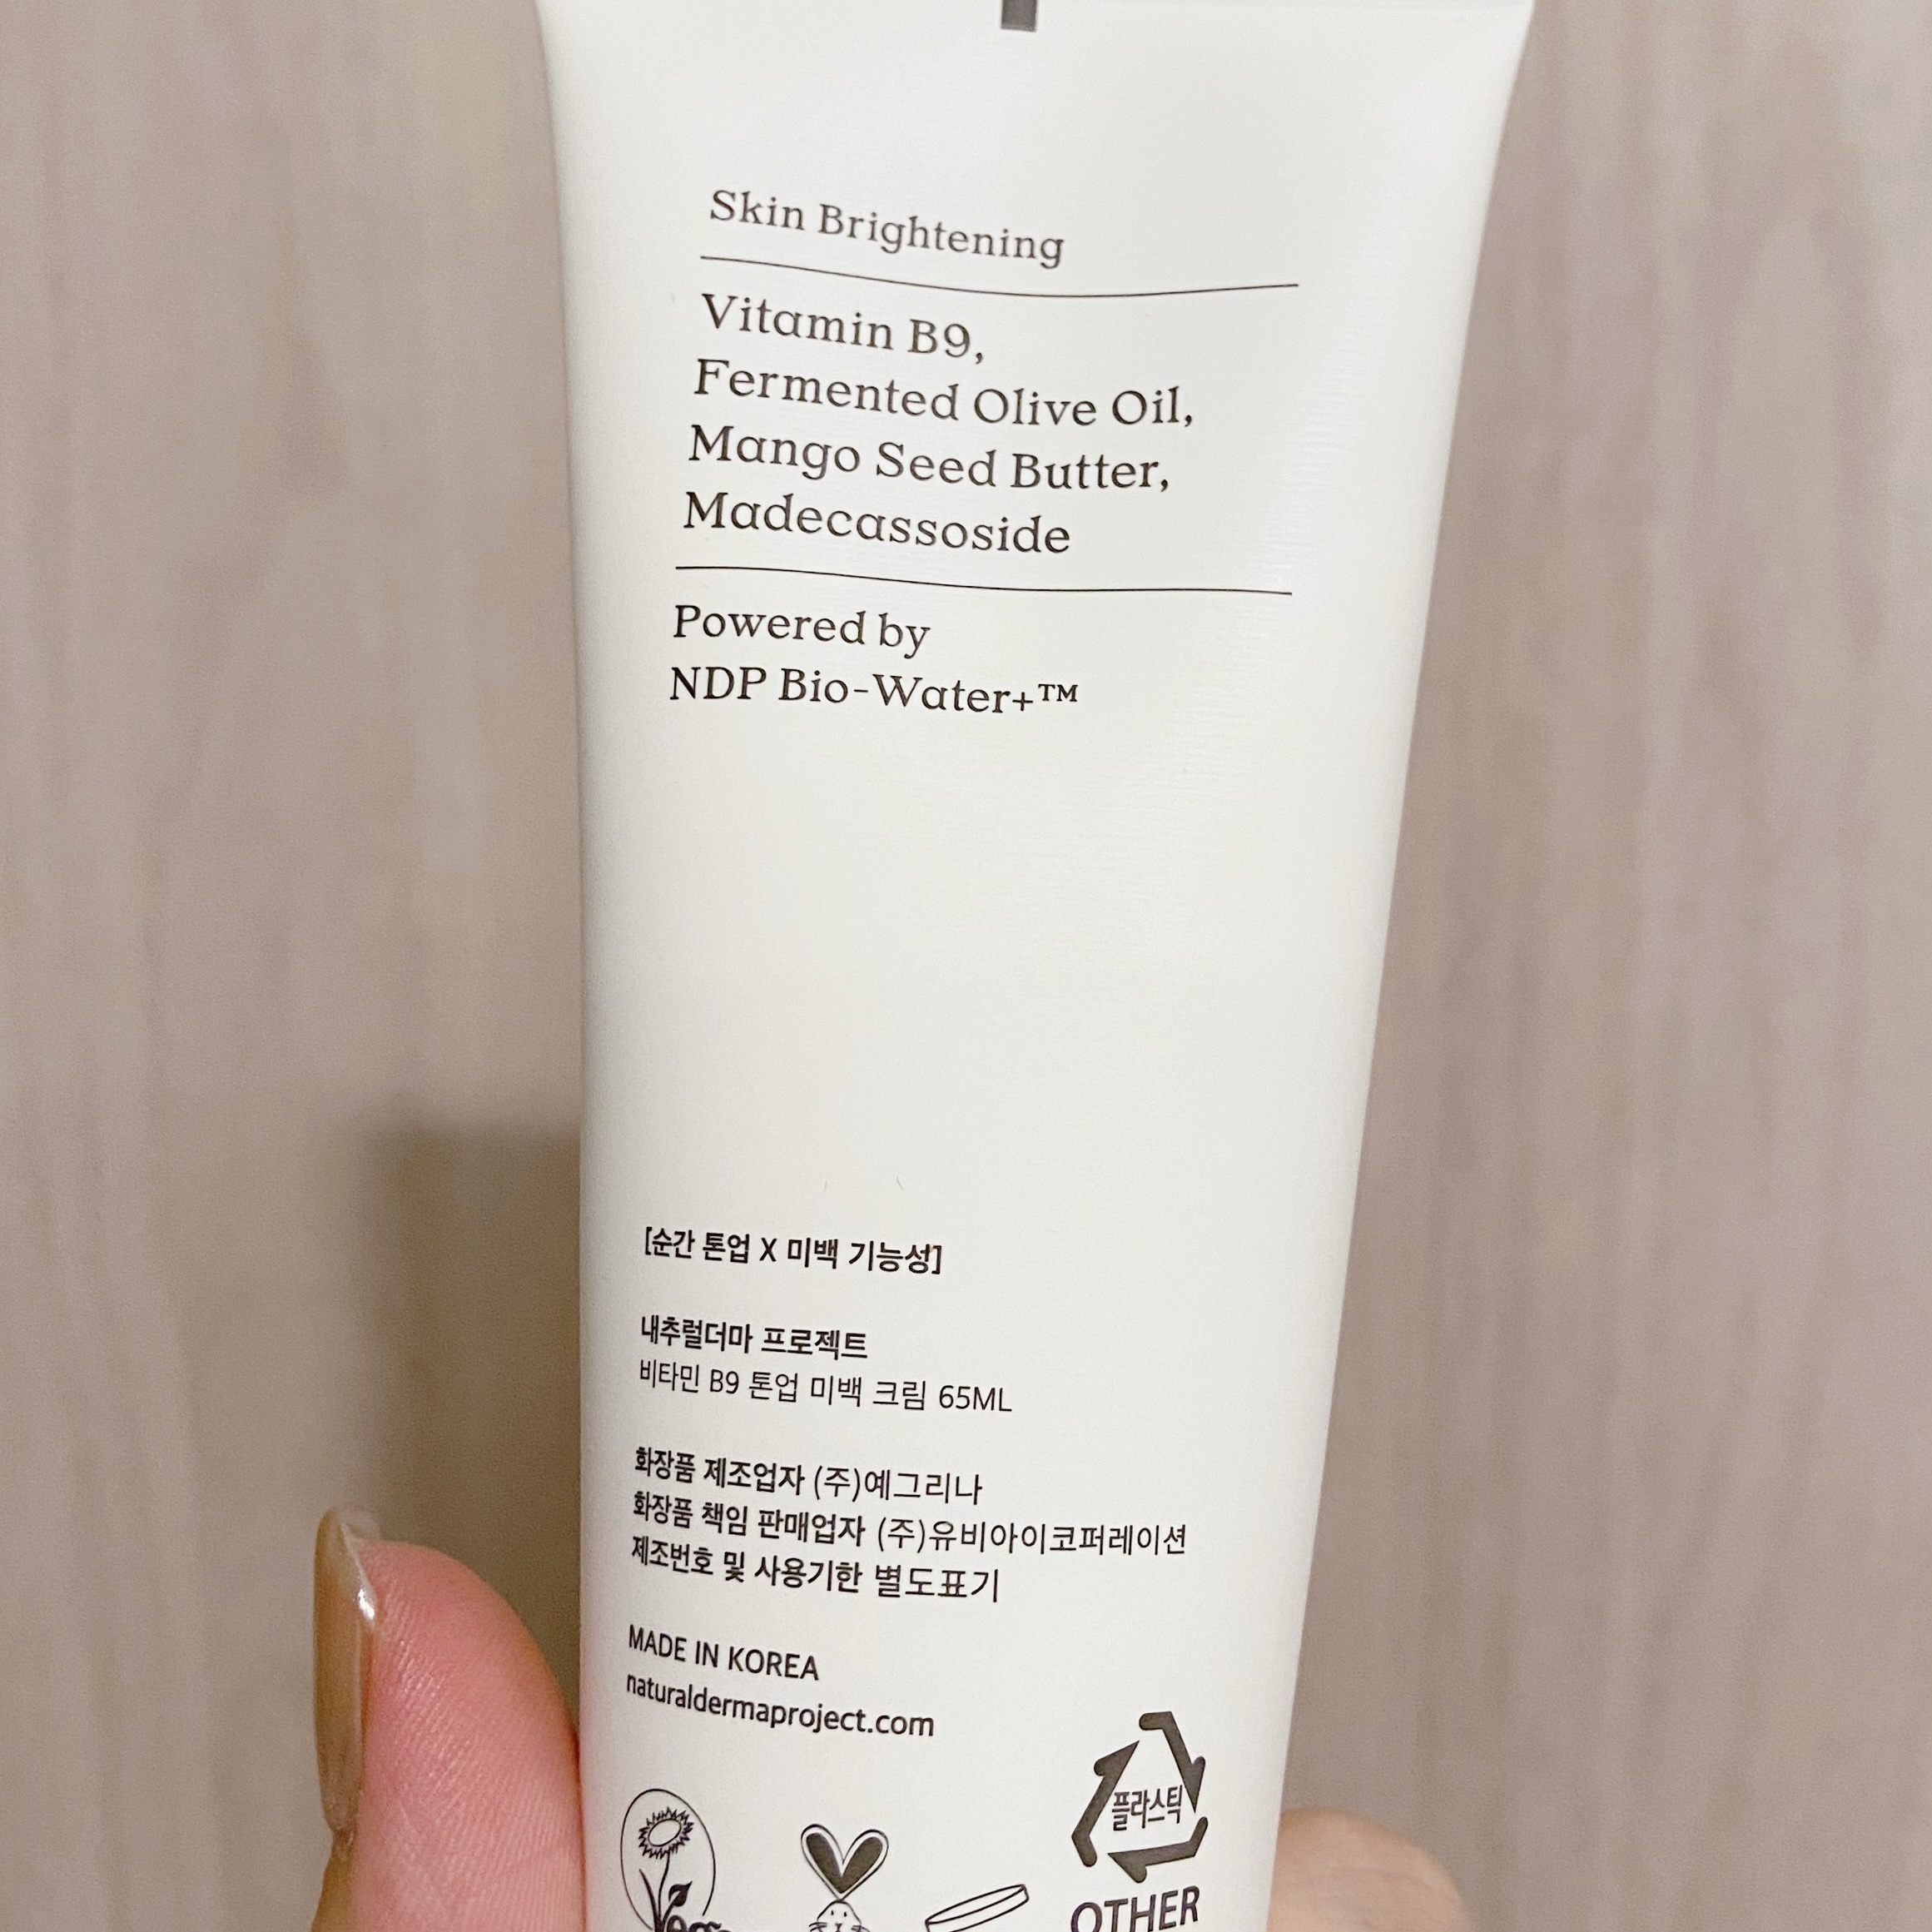 Skin Brightening
Vitamin B9,
Fermented Olive Oil,
Mango Seed Butter,
Madecassoside
Powered by
NDP Bio-Water+™
[순간 톤업 X 미백 기능성]
내추럴더마 프로젝트
비타민 B9 톤업 미백 크림 65ML
화장품 제조업자 (주)예그리나
화장품 책임 판매업자 (주)유비아이코퍼레이션
제조번호 및 사용기한 별도표기
MADE IN KOREA
naturaldermaproject.com
플라스틱
OTHER